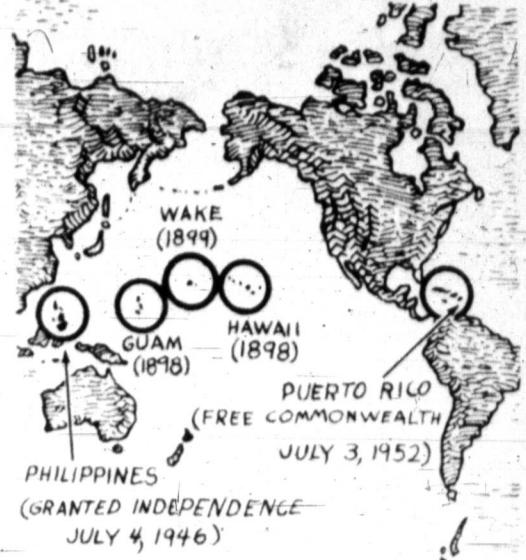 WAKE
(1899)
GUAM
(1898)
HAWAII
(1898)
PUERTO RICO
(FREE COMMONWEALTH
JULY 3, 1952)
PHILIPPINES
(GRANTED INDEPENDENCE
JULY 4, 1946)